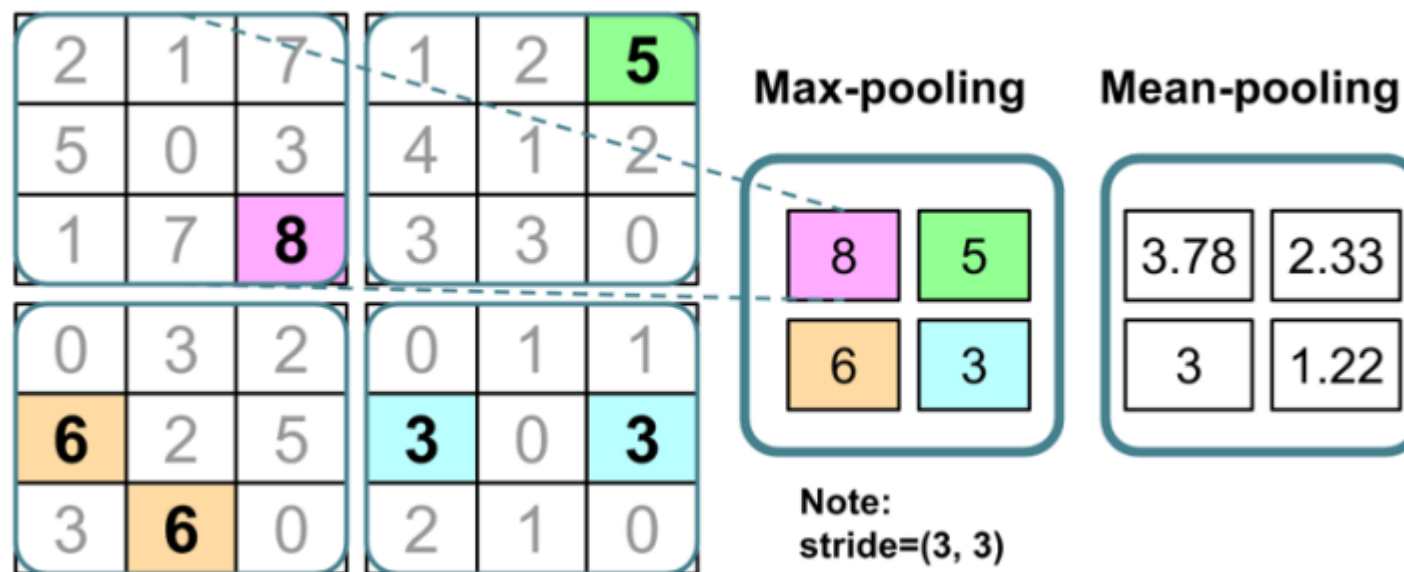 2 1 7 1 2 5
5 0 3 4 1 2
1 7 8 3 3 0
0 3 2 0 1 1
6 2 5 3 0 3
3 6 0 2 1 0
Max-pooling
8 5
6 3
Note:
stride=(3, 3)
Mean-pooling
3.78 2.33
3 1.22